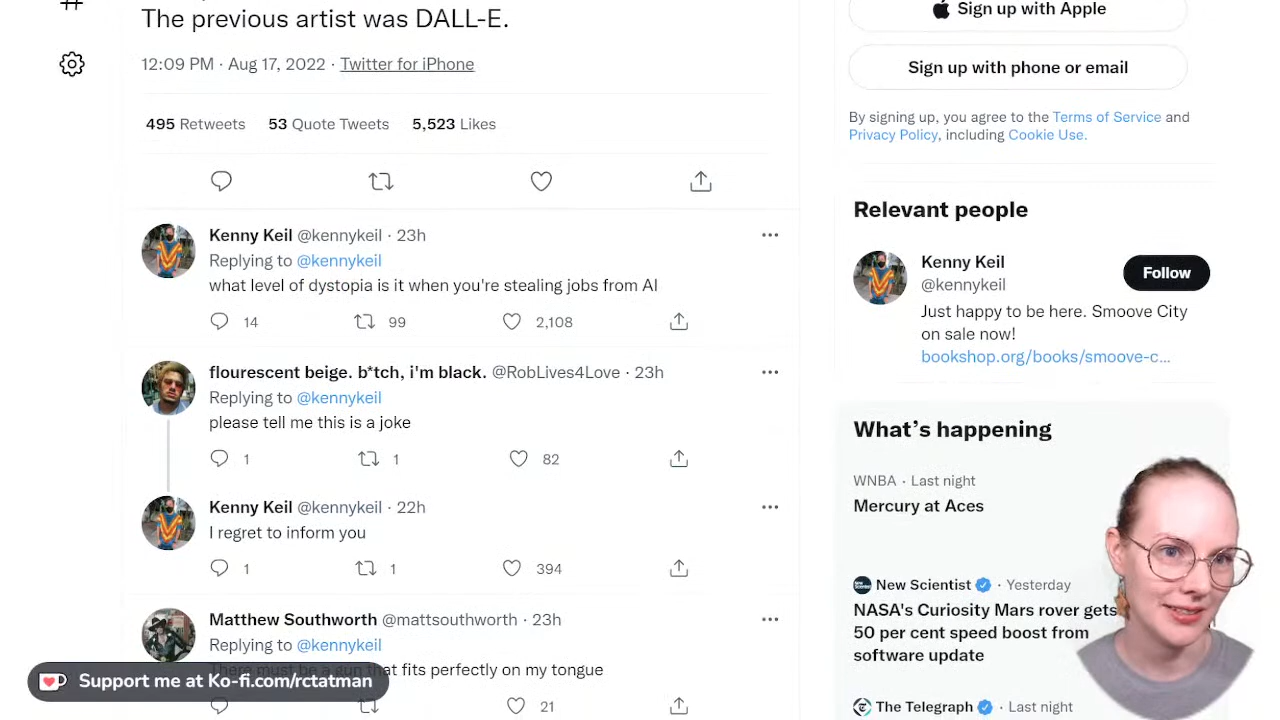 The previous artist was DALL-E.
12:09 PM · Aug 17, 2022 · Twitter for iPhone
495 Retweets 53 Quote Tweets 5,523 Likes
Kenny Keil @kennykeil · 23h
Replying to @kennykeil
what level of dystopia is it when you're stealing jobs from AI
14 99 2,108
flourescent beige. b*tch, i'm black. @RobLives4Love · 23h
Replying to @kennykeil
please tell me this is a joke
1 1 82
Kenny Keil @kennykeil · 22h
I regret to inform you
1 1 394
Matthew Southworth @mattsouthworth · 23h
Replying to @kennykeil
There must be a gun that fits perfectly on my tongue
21
Support me at Ko-fi.com/rctatman
Sign up with Apple
Sign up with phone or email
By signing up, you agree to the Terms of Service and
Privacy Policy, including Cookie Use.
Relevant people
Kenny Keil
@kennykeil
Follow
Just happy to be here. Smoove City
on sale now!
bookshop.org/books/smoove-c...
What's happening
WNBA · Last night
Mercury at Aces
New Scientist · Yesterday
NASA's Curiosity Mars rover gets
50 per cent speed boost from
software update
The Telegraph · Last night